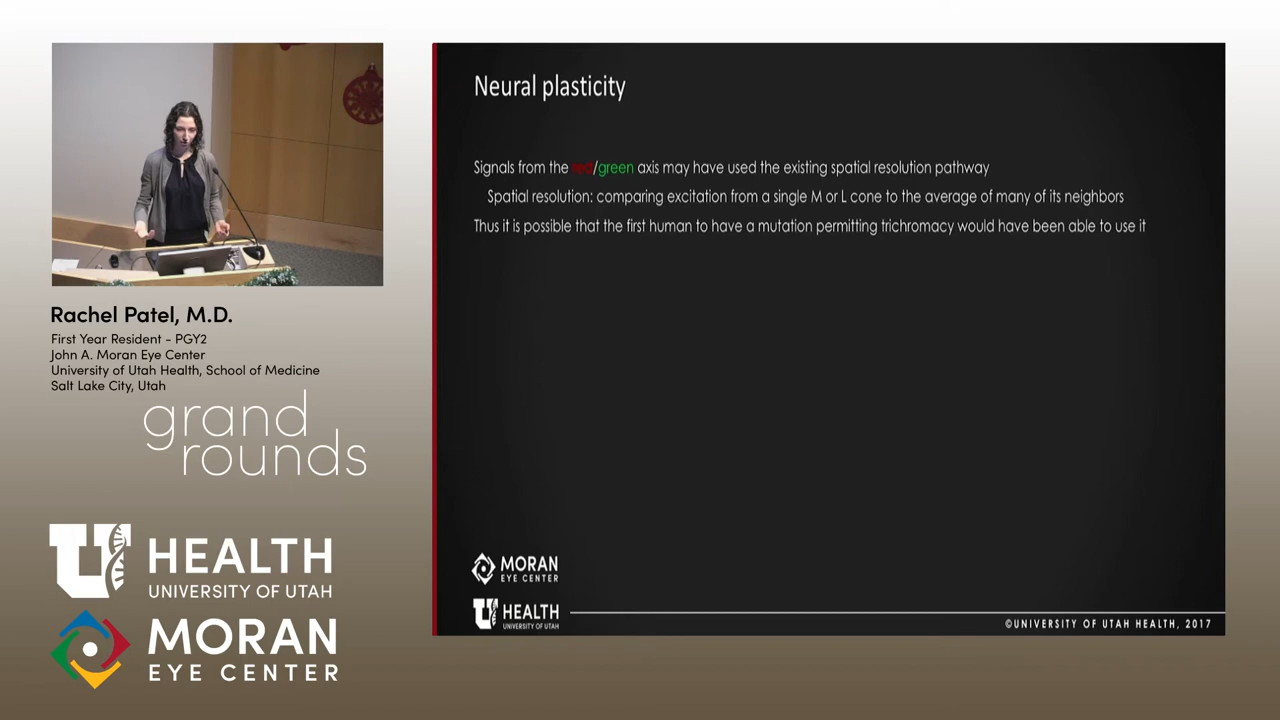 Neural plasticity
Signals from the red/green axis may have used the existing spatial resolution pathway
Spatial resolution: comparing excitation from a single M or L cone to the average of many of its neighbors
Thus it is possible that the first human to have a mutation permitting trichromacy would have been able to use it
Rachel Patel, M.D.
First Year Resident - PGY2
John A. Moran Eye Center
University of Utah Health, School of Medicine
Salt Lake City, Utah
grand
rounds
U HEALTH
UNIVERSITY OF UTAH
MORAN
EYE CENTER
MORAN
EYE CENTER
U HEALTH
UNIVERSITY OF UTAH
©UNIVERSITY OF UTAH HEALTH, 2017